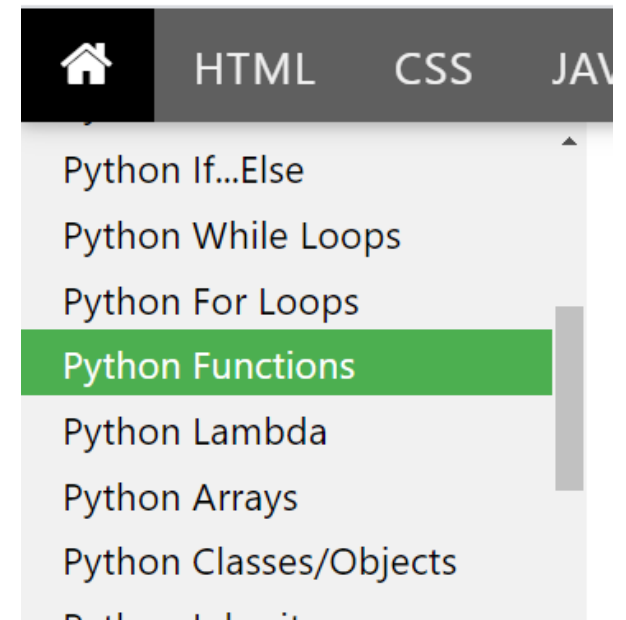 HTML CSS
Python If...Else
Python While Loops
Python For Loops
Python Functions
Python Lambda
Python Arrays
Python Classes/Objects